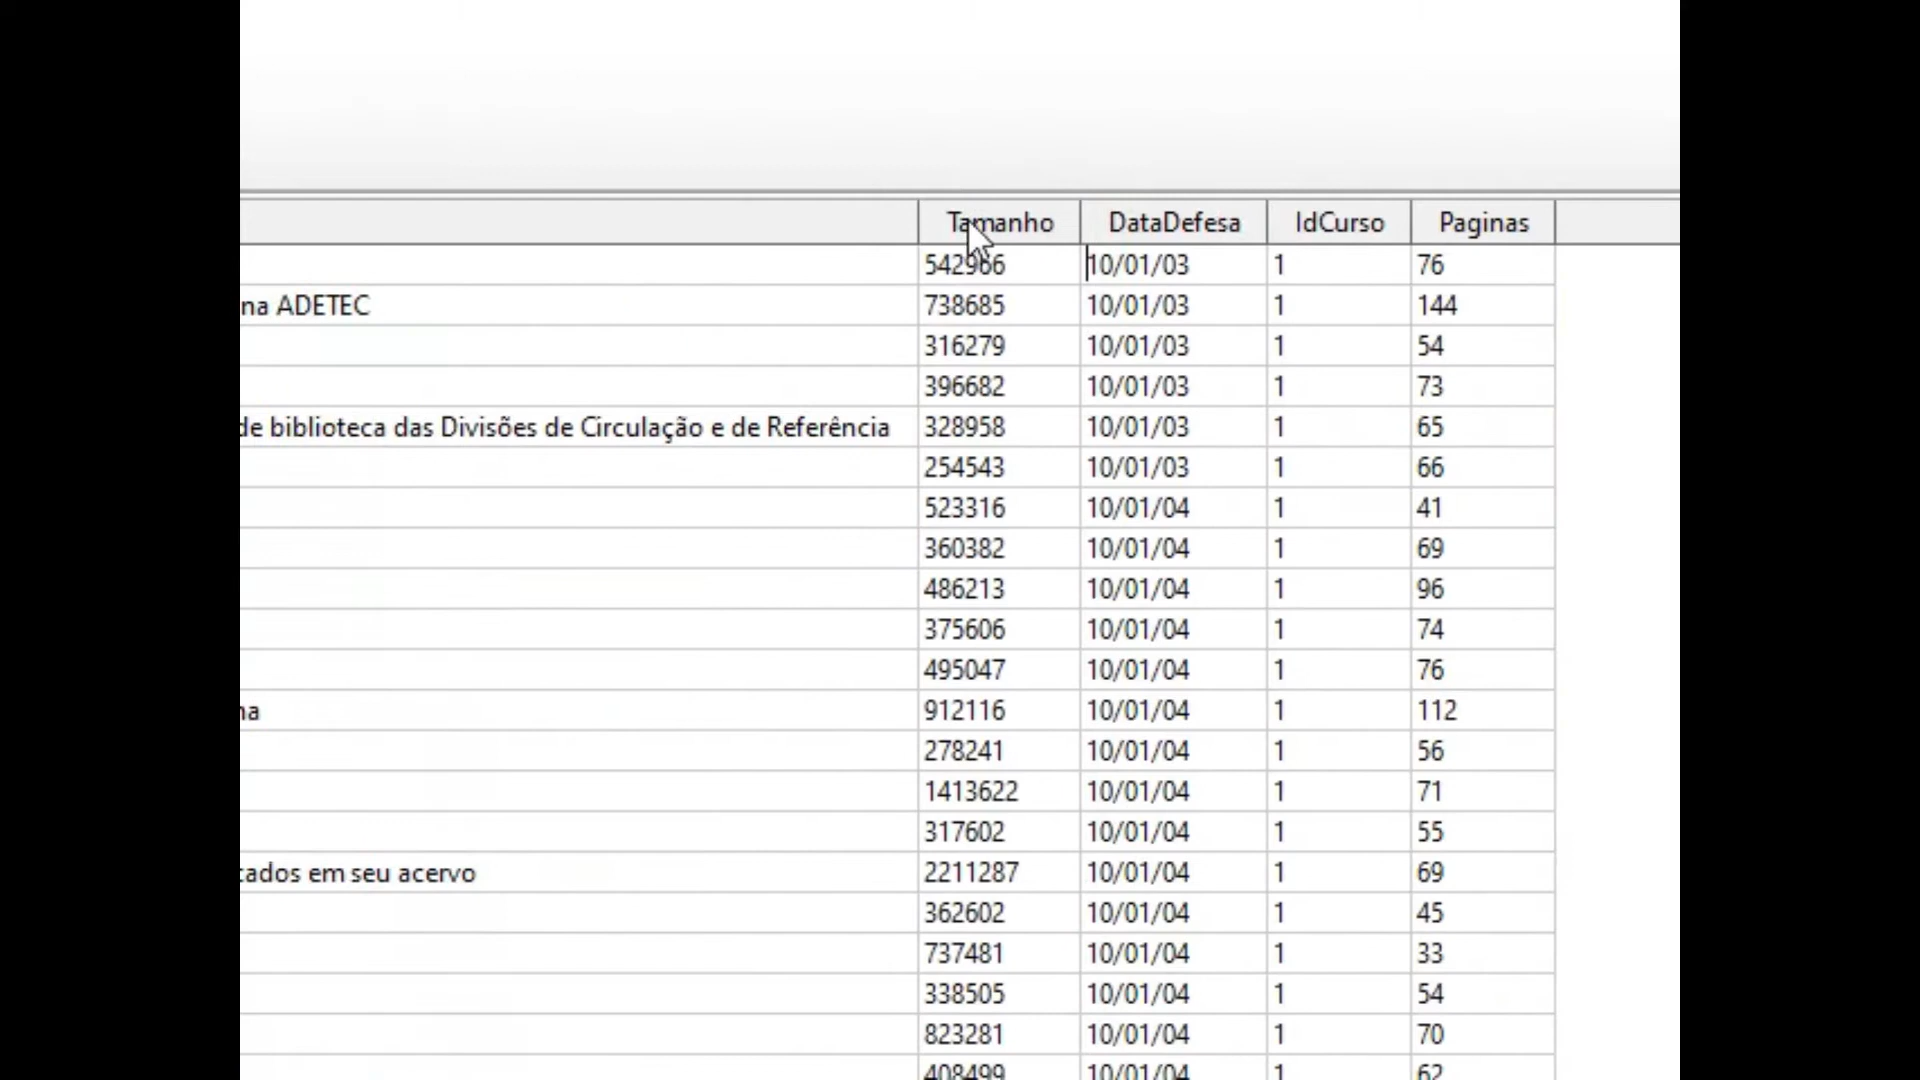 Tamanho DataDefesa IdCurso Paginas
542966 10/01/03 1 76
na ADETEC 738685 10/01/03 1 144
316279 10/01/03 1 54
396682 10/01/03 1 73
de biblioteca das Divisões de Circulação e de Referência 328958 10/01/03 1 65
254543 10/01/03 1 66
523316 10/01/04 1 41
360382 10/01/04 1 69
486213 10/01/04 1 96
375606 10/01/04 1 74
495047 10/01/04 1 76
na 912116 10/01/04 1 112
278241 10/01/04 1 56
1413622 10/01/04 1 71
317602 10/01/04 1 55
cados em seu acervo 2211287 10/01/04 1 69
362602 10/01/04 1 45
737481 10/01/04 1 33
338505 10/01/04 1 54
823281 10/01/04 1 70
408499 10/01/04 1 62